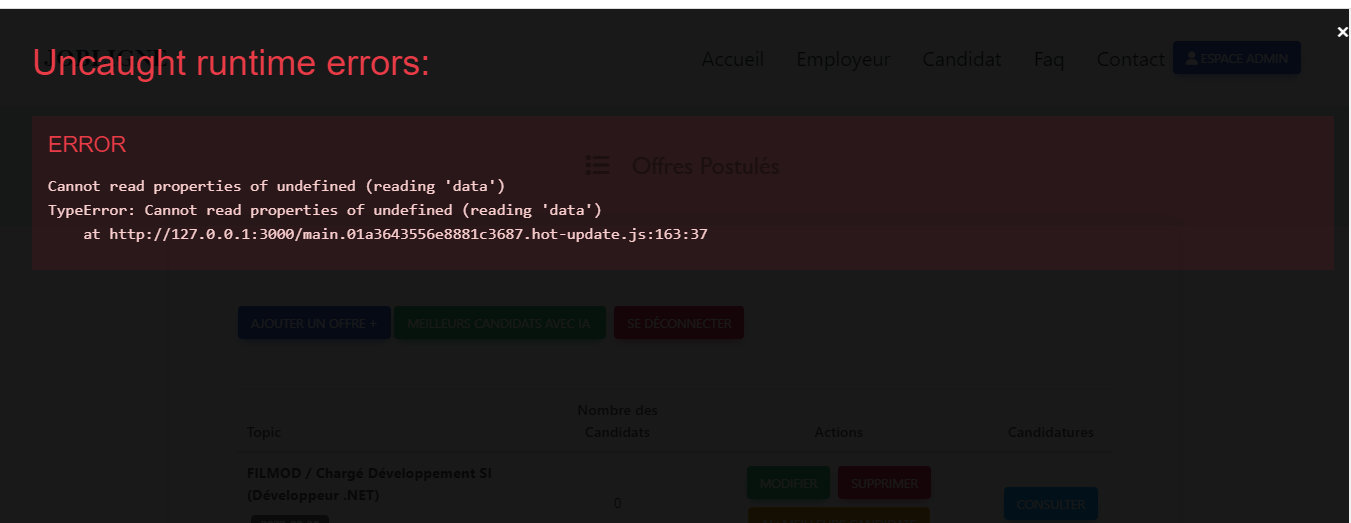 JOBLIGNE
Uncaught runtime errors:
Accueil Employeur Candidat Faq Contact ESPACE ADMIN
×
ERROR
Offres Postulés
Cannot read properties of undefined (reading 'data')
TypeError: Cannot read properties of undefined (reading 'data')
at http://127.0.0.1:3000/main.01a3643556e8881c3687.hot-update.js:163:37
AJOUTER UN OFFRE + MEILLEURS CANDIDATS AVEC IA SE DÉCONNECTER
Nombre des
Topic Candidats Actions Candidatures
FILMOD / Chargé Développement SI
(Développeur .NET)
0
MODIFIER SUPPRIMER
CONSULTER